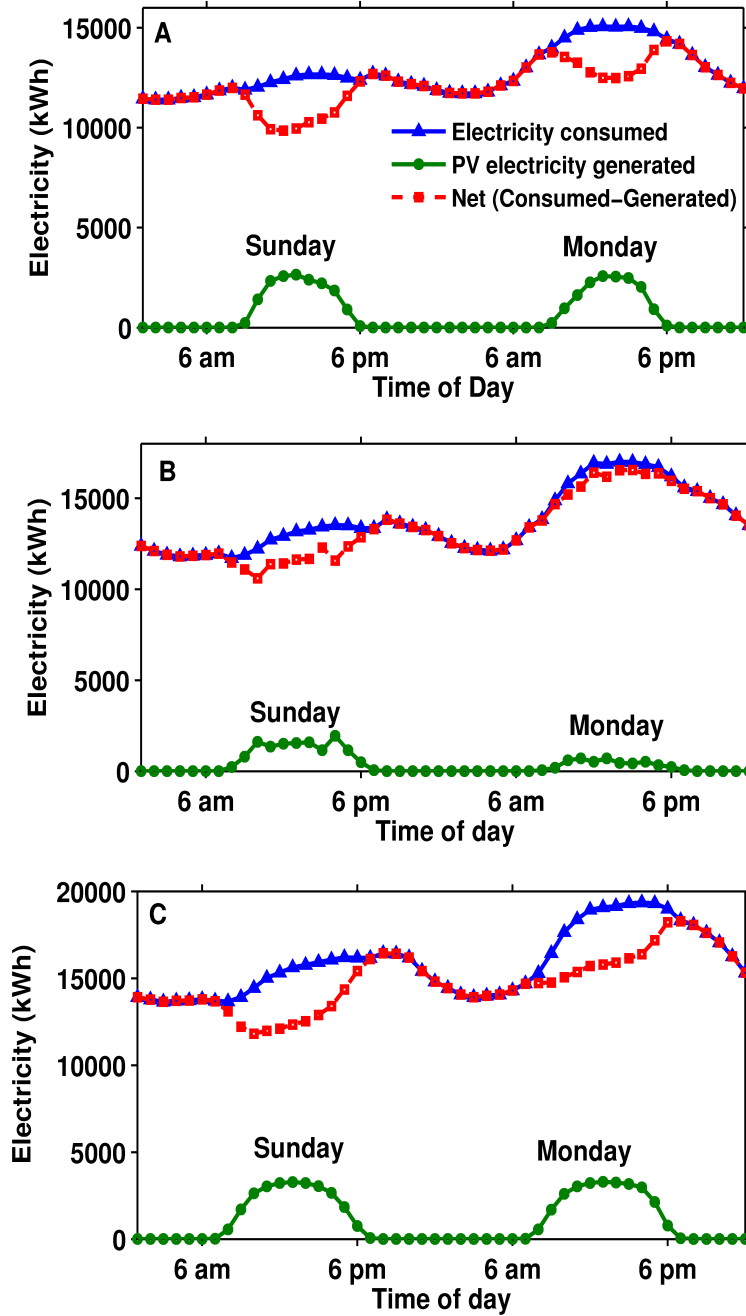 A
15000
10000
5000
0
Electricity (kWh)
Electricity consumed
PV electricity generated
Net (Consumed−Generated)
Sunday
Monday
6 am
6 pm
6 am
6 pm
Time of Day
B
15000
10000
5000
0
Electricity (kWh)
Sunday
Monday
6 am
6 pm
6 am
6 pm
Time of day
C
20000
15000
10000
5000
0
Electricity (kWh)
Sunday
Monday
6 am
6 pm
6 am
6 pm
Time of day